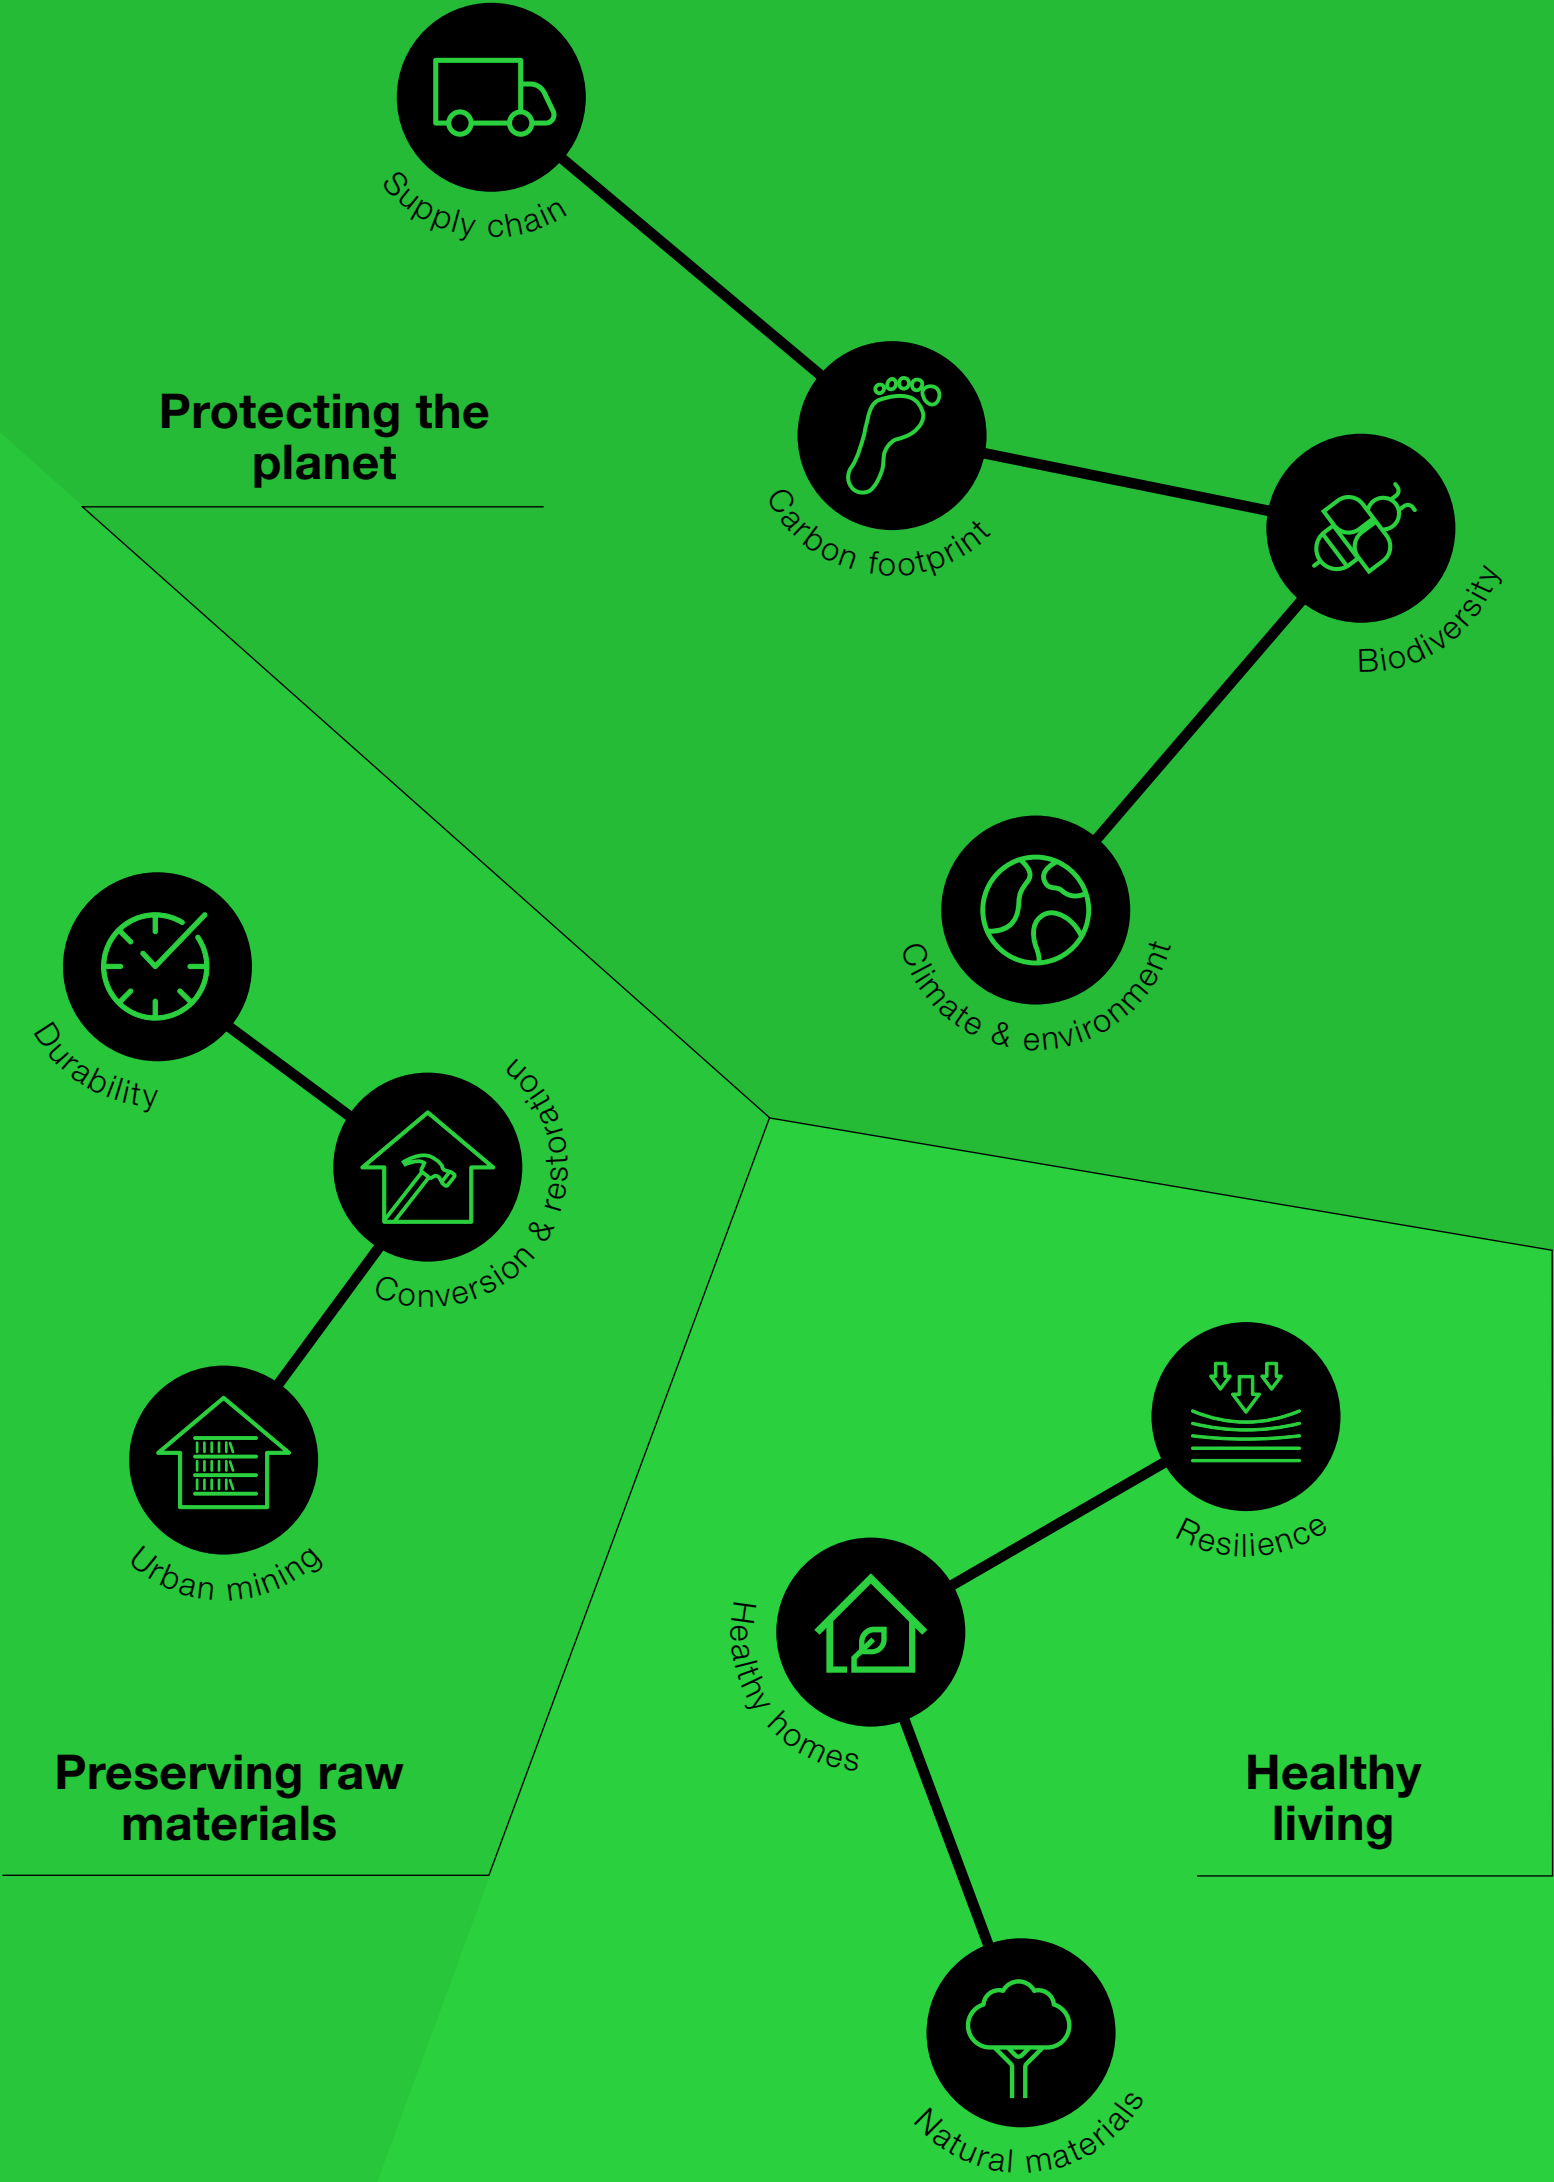 Supply chain
Protecting the
planet
Carbon footprint
Biodiversity
Climate & environment
Durability
Conversion & restoration
Urban mining
Preserving raw
materials
Resilience
Healthy homes
Healthy
living
Natural materials